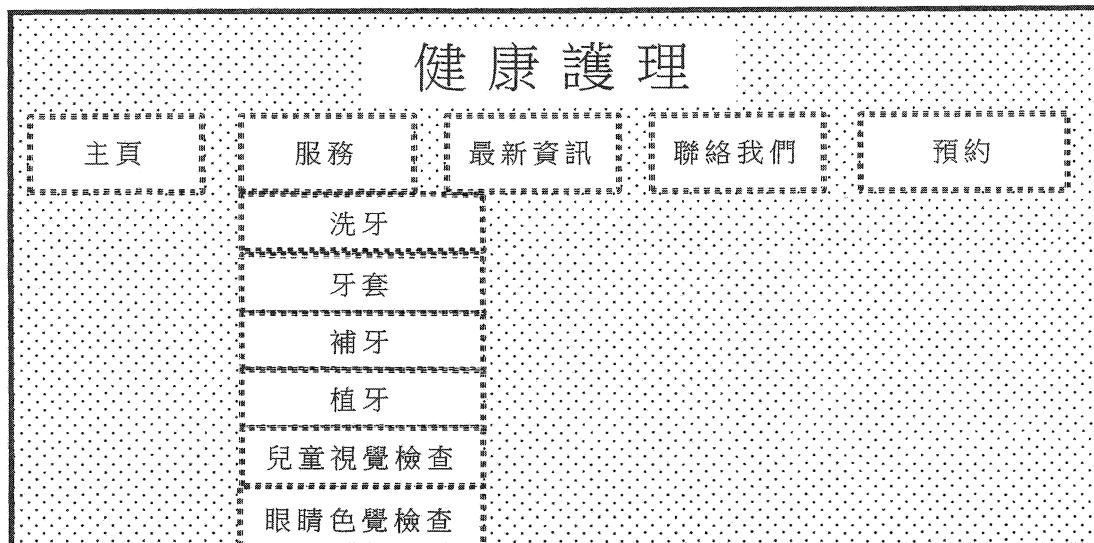 健康護理
主頁 服務 最新資訊 聯絡我們 預約
洗牙
牙套
補牙
植牙
兒童視覺檢查
眼睛色覺檢查